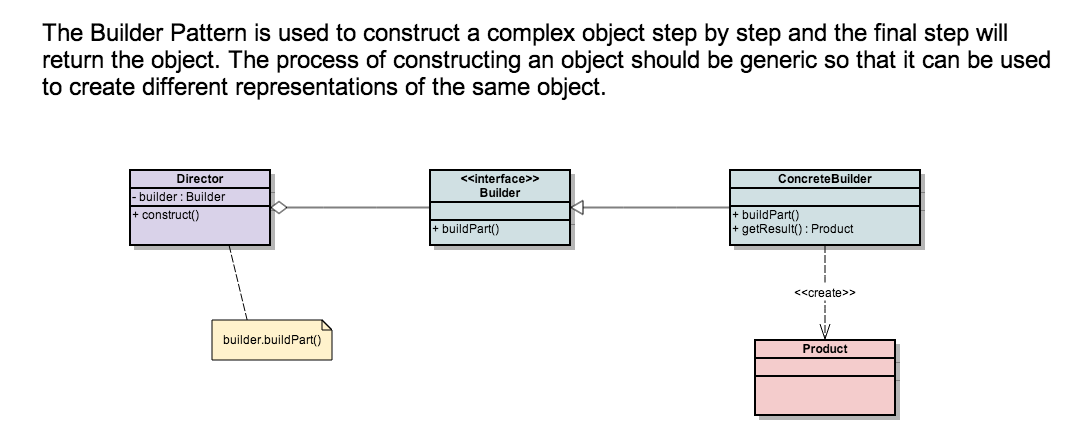 The Builder Pattern is used to construct a complex object step by step and the final step will
return the object. The process of constructing an object should be generic so that it can be used
to create different representations of the same object.
Director
- builder : Builder
+ construct()
<<interface>>
Builder
+ buildPart()
ConcreteBuilder
+ buildPart()
+ getResult() : Product
<<create>>
builder.buildPart()
Product